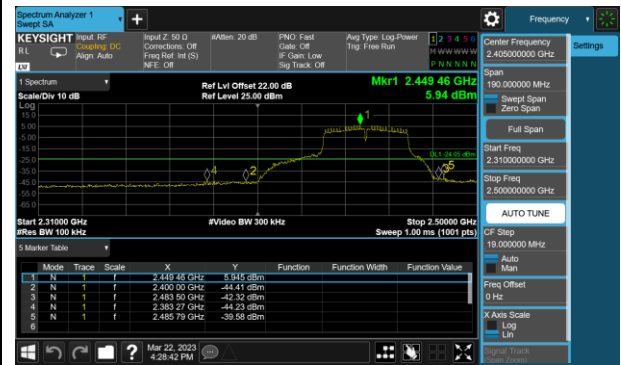 Spectrum Analyzer 1
Swept SA
+
Frequency
KEYSIGHT
RL
LXI
Input: RF
Coupling: DC
Align: Auto
Input Z: 50 Ω
Corrections: Off
Freq Ref: Int (S)
NFE: Off
#Atten: 20 dB
PNO: Fast
Gate: Off
IF Gain: Low
Sig Track: Off
Avg Type: Log-Power
Trig: Free Run
1 2 3 4 5 6
M W W W W W
P N N N N N
1 Spectrum
Scale/Div 10 dB
Log
Ref Lvl Offset 22.00 dB
Ref Level 25.00 dBm
Mkr1 2.449 46 GHz
5.94 dBm
15.0
5.00
-5.00
-15.0
-25.0
-35.0
-45.0
-55.0
-65.0
1
DL1 -24.05 dBm
4
2
3
5
Start 2.31000 GHz
#Res BW 100 kHz
#Video BW 300 kHz
Stop 2.50000 GHz
Sweep 1.00 ms (1001 pts)
5 Marker Table
Mode Trace Scale X Y Function Function Width Function Value
1 N 1 f 2.449 46 GHz 5.945 dBm
2 N 1 f 2.400 00 GHz -44.41 dBm
3 N 1 f 2.483 50 GHz -42.32 dBm
4 N 1 f 2.383 27 GHz -44.23 dBm
5 N 1 f 2.485 79 GHz -39.58 dBm
6
?
Mar 22, 2023
4:28:42 PM
Center Frequency
2.405000000 GHz
Settings
Span
190.000000 MHz
Swept Span
Zero Span
Full Span
Start Freq
2.310000000 GHz
Stop Freq
2.500000000 GHz
AUTO TUNE
CF Step
19.000000 MHz
Auto
Man
Freq Offset
0 Hz
X Axis Scale
Log
Lin
Signal Track
(Span Zoom)